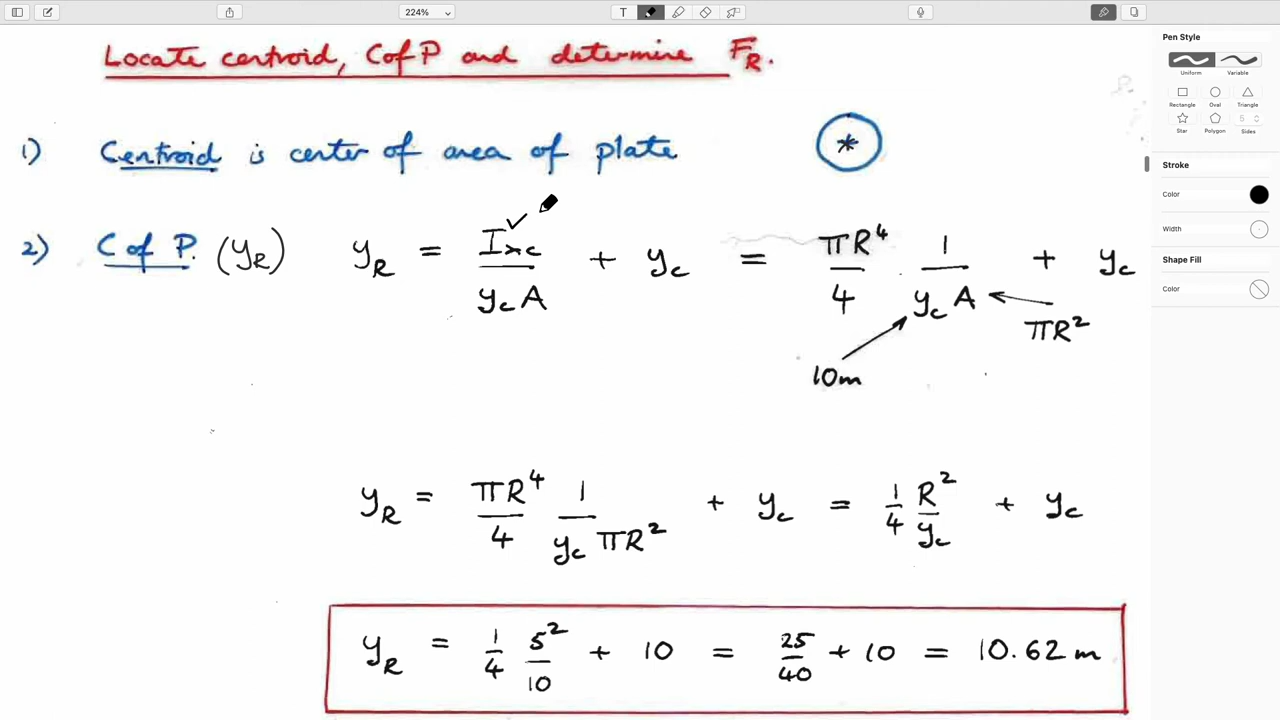 224%
T
Locate centroid, C of P and determine F_R.
1) Centroid is center of area of plate
*
2) C of P. (y_R) y_R = I_xc / y_c A + y_c = πR^4 / 4 . 1 / y_c A + y_c
πR^2
10m
y_R = πR^4 / 4 1 / y_c πR^2 + y_c = 1/4 R^2 / y_c + y_c
y_R = 1/4 5^2 / 10 + 10 = 25/40 + 10 = 10.62 m
Pen Style
Uniform Variable
Rectangle Oval Triangle
5
Star Polygon Sides
Stroke
Color
Width
Shape Fill
Color